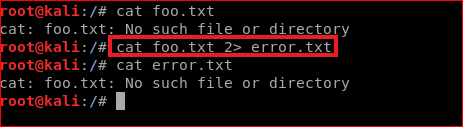 root@kali:/# cat foo.txt
cat: foo.txt: No such file or directory
root@kali:/# cat foo.txt 2> error.txt
root@kali:/# cat error.txt
cat: foo.txt: No such file or directory
root@kali:/#